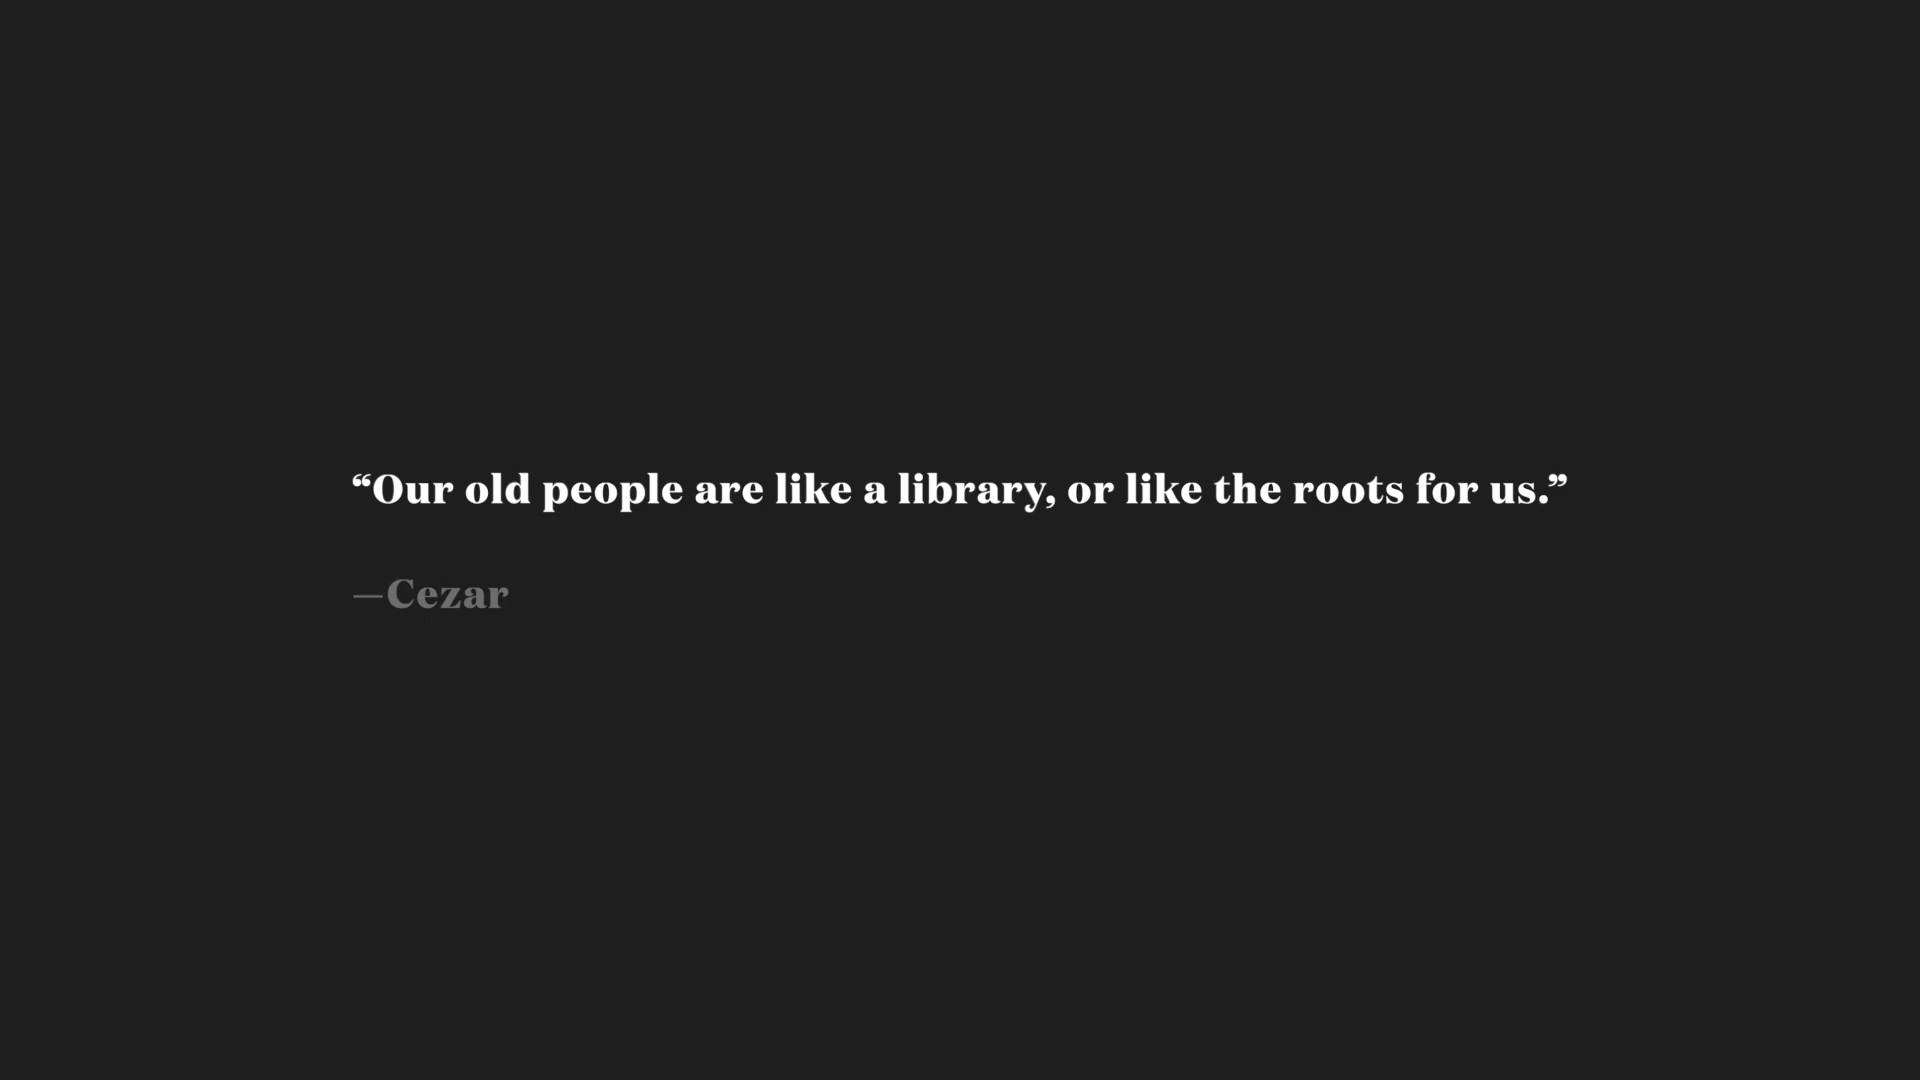 “Our old people are like a library, or like the roots for us.”
—Cezar